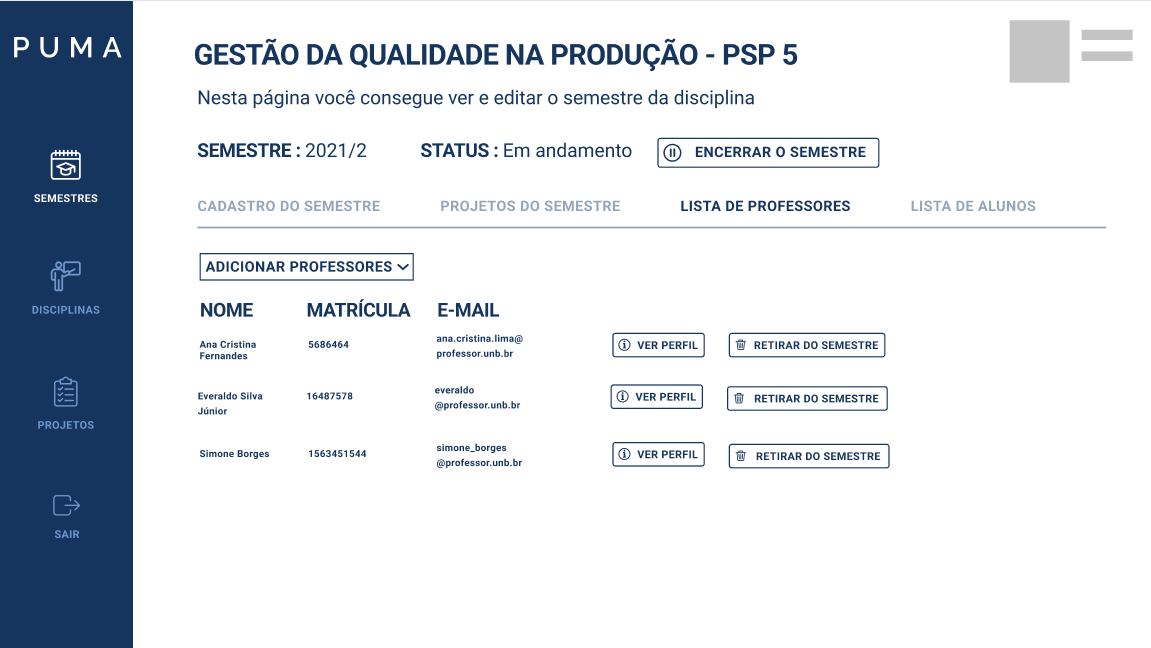 PUMA
SEMESTRES
DISCIPLINAS
PROJETOS
SAIR
GESTÃO DA QUALIDADE NA PRODUÇÃO - PSP 5
Nesta página você consegue ver e editar o semestre da disciplina
SEMESTRE : 2021/2 STATUS : Em andamento ENCERRAR O SEMESTRE
CADASTRO DO SEMESTRE PROJETOS DO SEMESTRE LISTA DE PROFESSORES LISTA DE ALUNOS
ADICIONAR PROFESSORES
NOME MATRÍCULA E-MAIL
Ana Cristina
Fernandes
5686464
ana.cristina.lima@
professor.unb.br
VER PERFIL RETIRAR DO SEMESTRE
Everaldo Silva
Júnior
16487578
everaldo
@professor.unb.br
VER PERFIL RETIRAR DO SEMESTRE
Simone Borges
1563451544
simone_borges
@professor.unb.br
VER PERFIL RETIRAR DO SEMESTRE